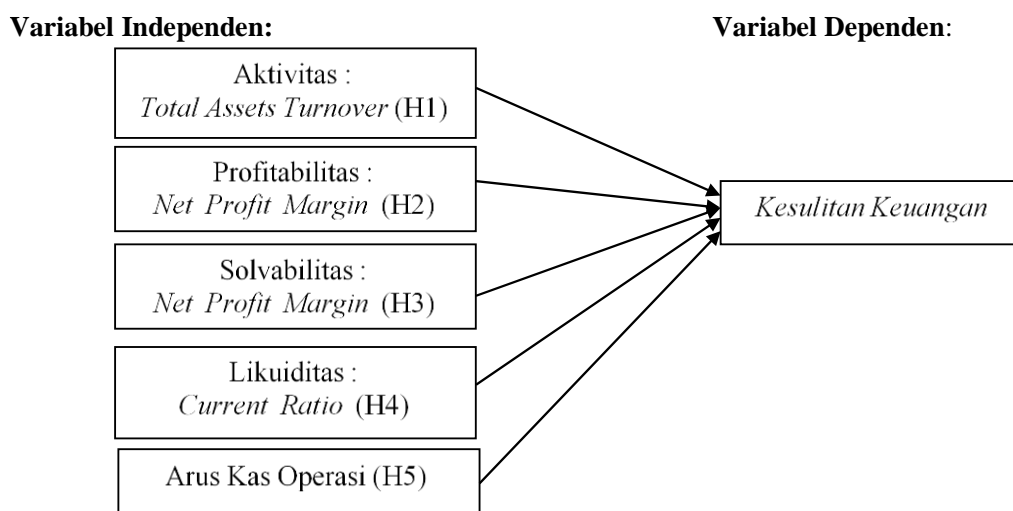 Variabel Independen:
Variabel Dependen:
Aktivitas :
Total Assets Turnover (H1)
Profitabilitas :
Net Profit Margin (H2)
Kesulitan Keuangan
Solvabilitas :
Net Profit Margin (H3)
Likuiditas :
Current Ratio (H4)
Arus Kas Operasi (H5)